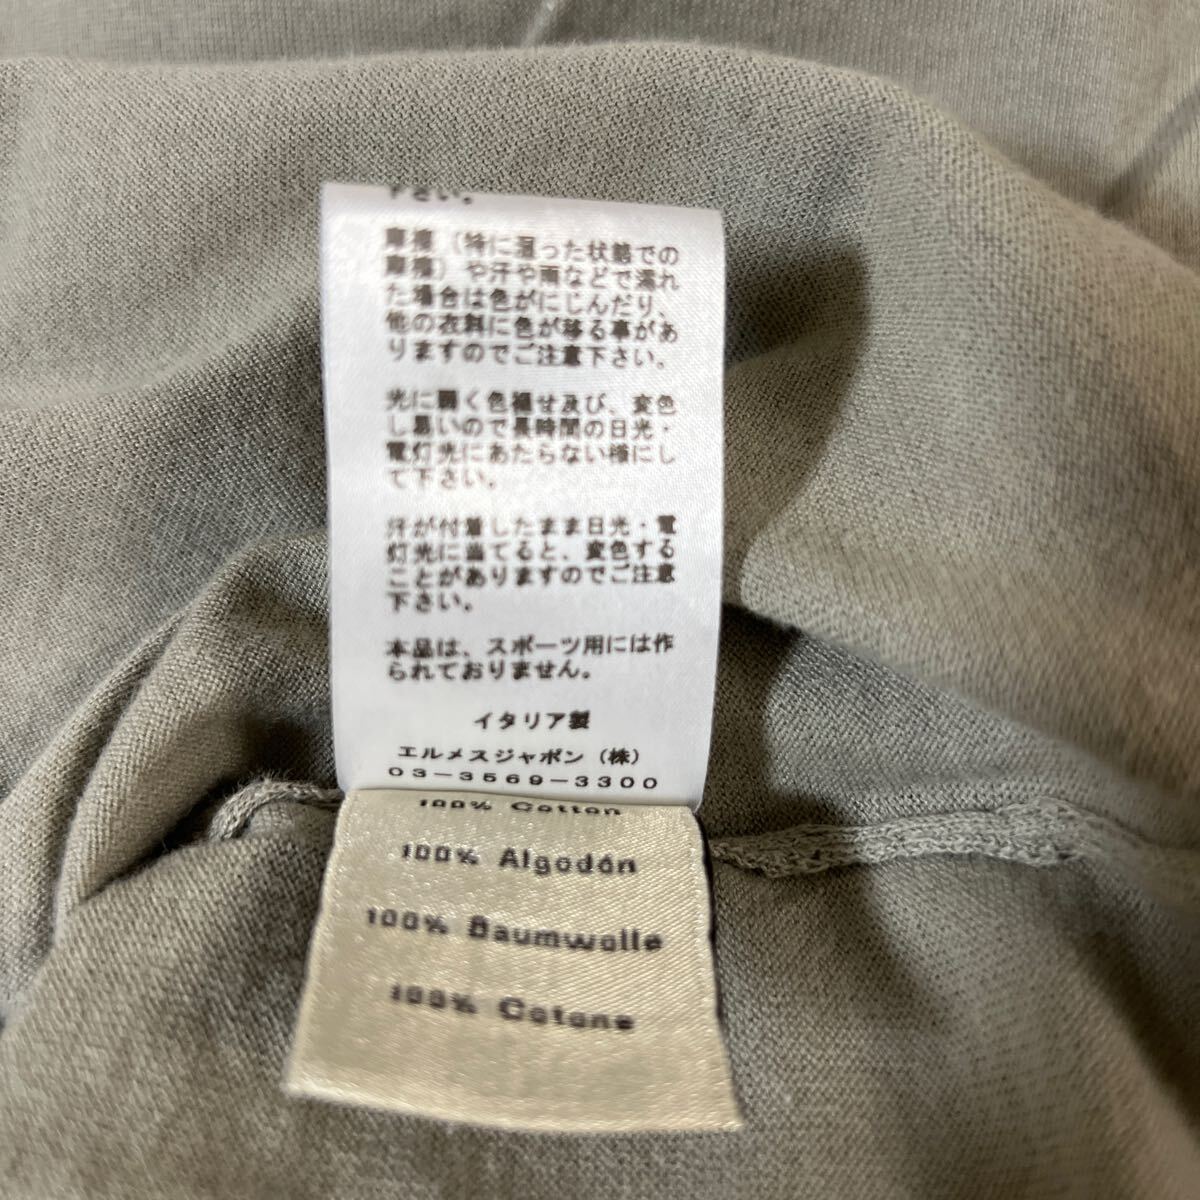 下さい。
摩擦（特に湿った状態での
摩擦）や汗や雨などで濡れ
た場合は色がにじんだり、
他の衣料に色が移る事があ
りますのでご注意下さい。
光に弱く色褪せ及び、変色
し易いので長時間の日光・
電灯光にあたらない様にし
て下さい。
汗が付着したまま日光・電
灯光に当てると、変色する
ことがありますのでご注意
下さい。
本品は、スポーツ用には作
られておりません。
イタリア製
エルメスジャポン（株）
03-3569-3300
100% Cotton
100% Algodón
100% Baumwolle
100% Cotone